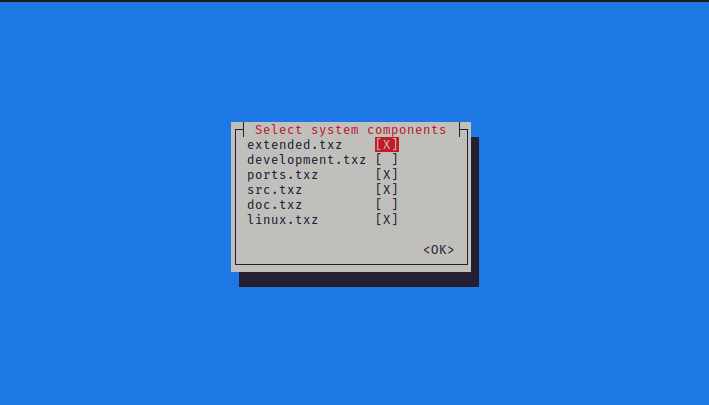 Select system components
extended.txz [X]
development.txz [ ]
ports.txz [X]
src.txz [X]
doc.txz [ ]
linux.txz [X]
<OK>